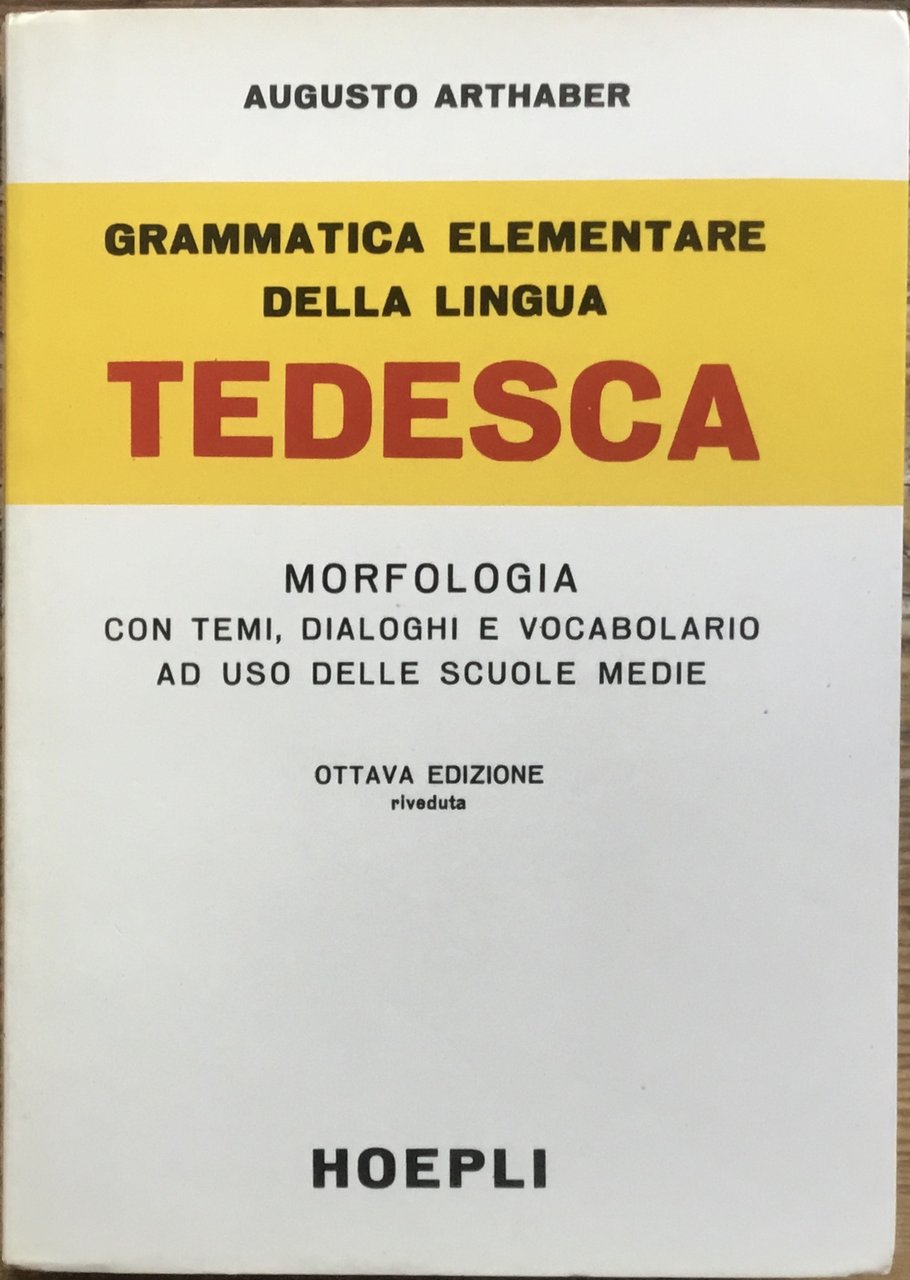 AUGUSTO ARTHABER
GRAMMATICA ELEMENTARE
DELLA LINGUA
TEDESCA
MORFOLOGIA
CON TEMI, DIALOGHI E VOCABOLARIO
AD USO DELLE SCUOLE MEDIE
OTTAVA EDIZIONE
riveduta
HOEPLI